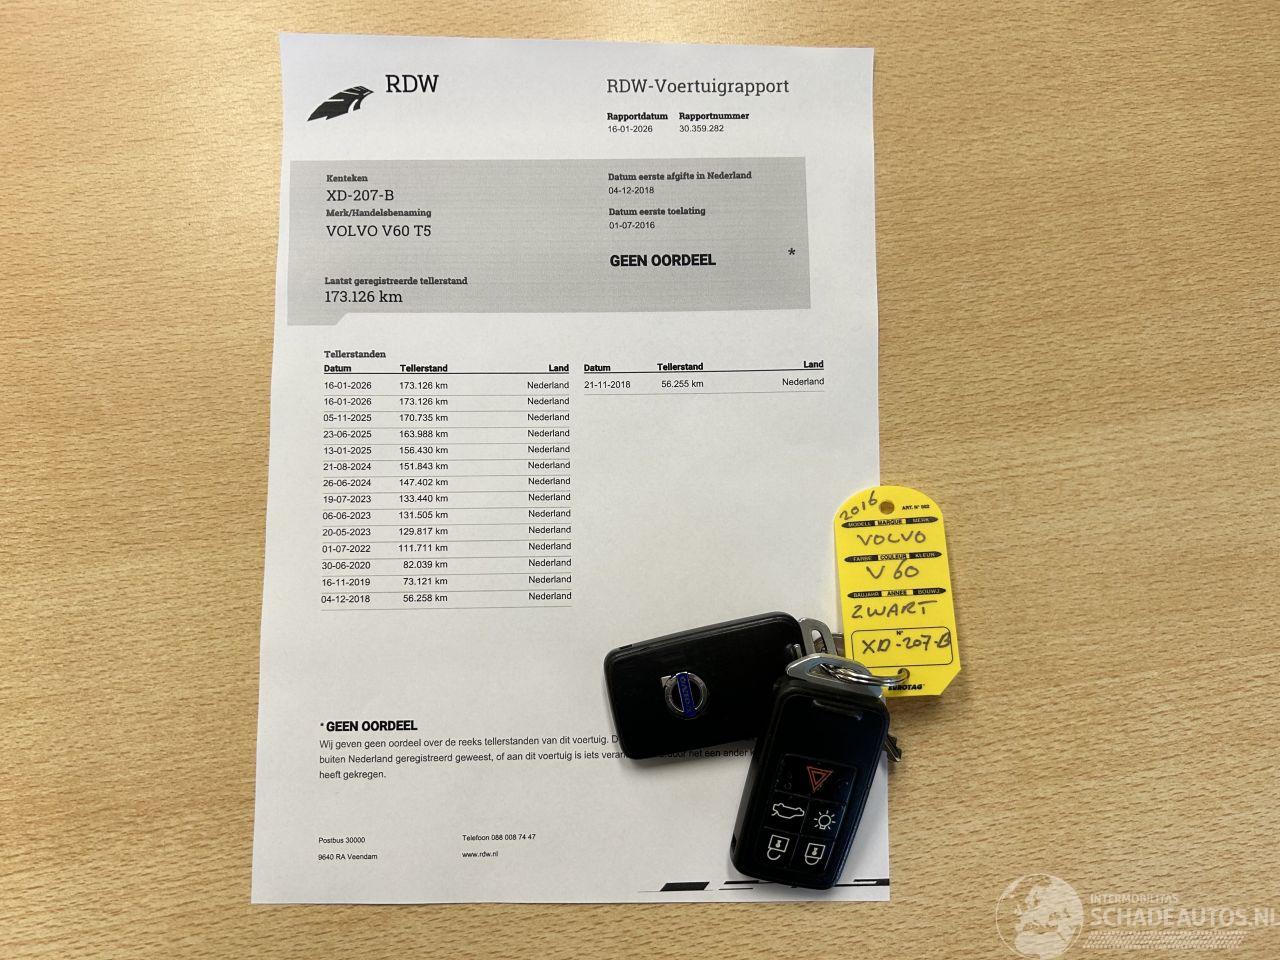 RDW
RDW-Voertuigrapport
Rapportdatum Rapportnummer
16-01-2026 30.359.282
Kenteken
XD-207-B
Merk/Handelsbenaming
VOLVO V60 T5
Laatst geregistreerde tellerstand
173.126 km
Datum eerste afgifte in Nederland
04-12-2018
Datum eerste toelating
01-07-2016
GEEN OORDEEL *
Tellerstanden
Datum Tellerstand Land
16-01-2026 173.126 km Nederland
16-01-2026 173.126 km Nederland
05-11-2025 170.735 km Nederland
23-06-2025 163.988 km Nederland
13-01-2025 156.430 km Nederland
21-08-2024 151.843 km Nederland
26-06-2024 147.402 km Nederland
19-07-2023 133.440 km Nederland
06-06-2023 131.505 km Nederland
20-05-2023 129.817 km Nederland
01-07-2022 111.711 km Nederland
30-06-2020 82.039 km Nederland
16-11-2019 73.121 km Nederland
04-12-2018 56.258 km Nederland
Datum Tellerstand Land
21-11-2018 56.255 km Nederland
* GEEN OORDEEL
Wij geven geen oordeel over de reeks tellerstanden van dit voertuig. D
buiten Nederland geregistreerd geweest, of aan dit voertuig is iets veran door het een ander k
heeft gekregen.
Postbus 30000
9640 RA Veendam
Telefoon 088 008 74 47
www.rdw.nl
2016
ART. N° 002
MODELL MARQUE MERK
VOLVO
FARBE COULEUR KLEUR
V60
BAUJAHR ANNÉE BOUWJ.
ZWART
N°
XD-207-B
EUROTAG
VOLVO
INTERMOBILITAS
SCHADEAUTOS.NL